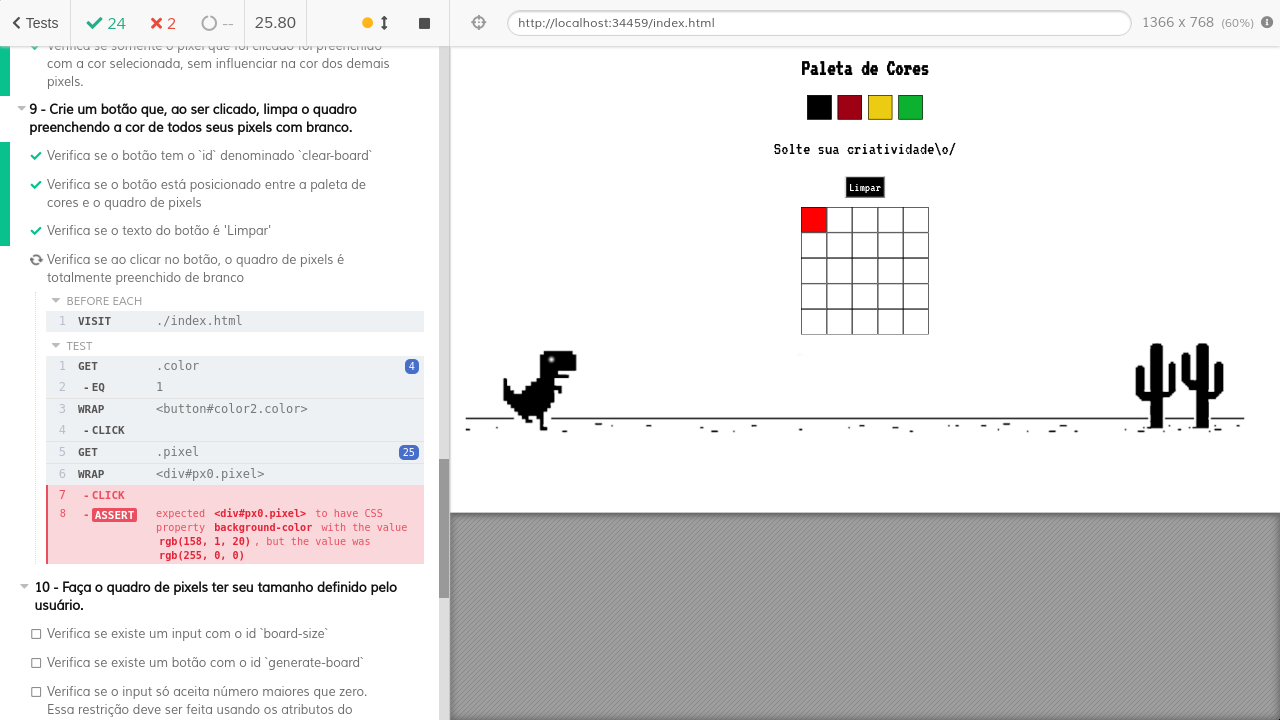 Tests
24
2
--
25.80
http://localhost:34459/index.html
1366 x 768 (60%)
Verifica se somente o pixel que foi clicado foi preenchido
com a cor selecionada, sem influenciar na cor dos demais
pixels.
9 - Crie um botão que, ao ser clicado, limpa o quadro
preenchendo a cor de todos seus pixels com branco.
Verifica se o botão tem o `id` denominado `clear-board`
Verifica se o botão está posicionado entre a paleta de
cores e o quadro de pixels
Verifica se o texto do botão é 'Limpar'
Verifica se ao clicar no botão, o quadro de pixels é
totalmente preenchido de branco
BEFORE EACH
1 VISIT ./index.html
TEST
1 GET .color 4
2 - EQ 1
3 WRAP <button#color2.color>
4 - CLICK
5 GET .pixel 25
6 WRAP <div#px0.pixel>
7 - CLICK
8 - ASSERT expected <div#px0.pixel> to have CSS
property background-color with the value
rgb(158, 1, 20) , but the value was
rgb(255, 0, 0)
10 - Faça o quadro de pixels ter seu tamanho definido pelo
usuário.
Verifica se existe um input com o id `board-size`
Verifica se existe um botão com o id `generate-board`
Verifica se o input só aceita número maiores que zero.
Essa restrição deve ser feita usando os atributos do
Paleta de Cores
Solte sua criatividade\o/
Limpar